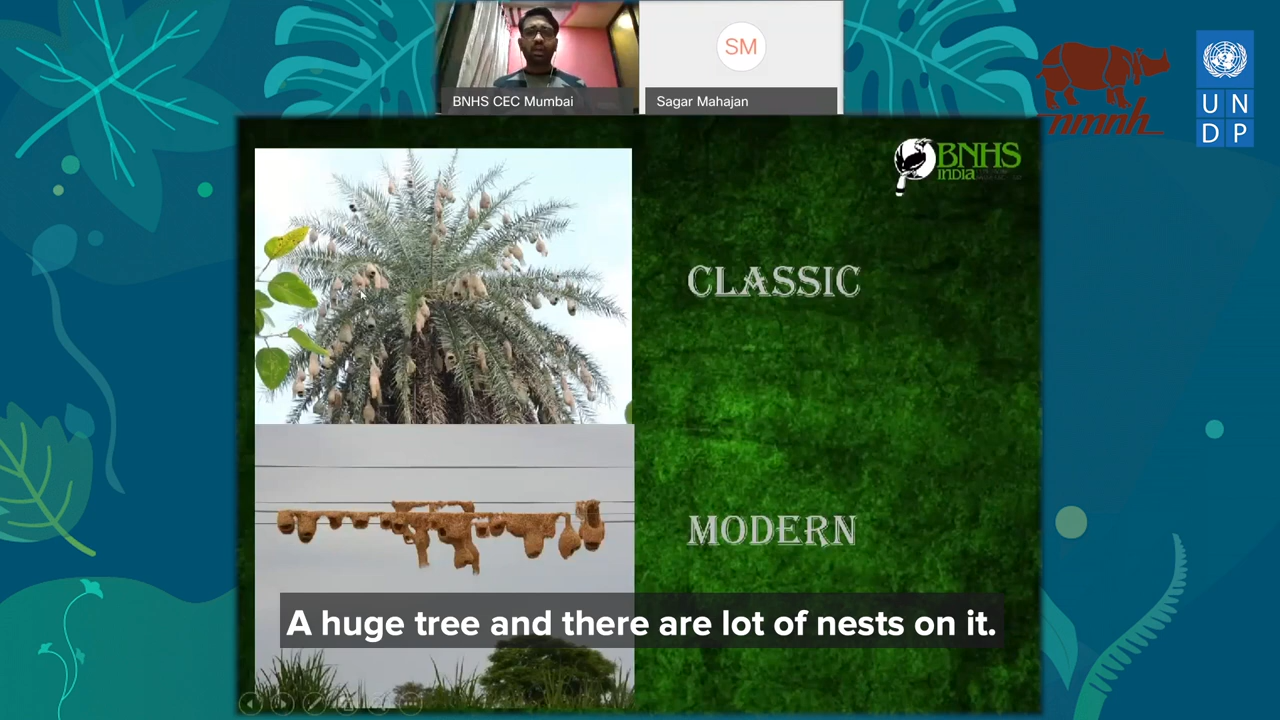 BNHS CEC Mumbai
SM
Sagar Mahajan
nmnh
U N
D P
BNHS
INDIA
CLASSIC
MODERN
A huge tree and there are lot of nests on it.